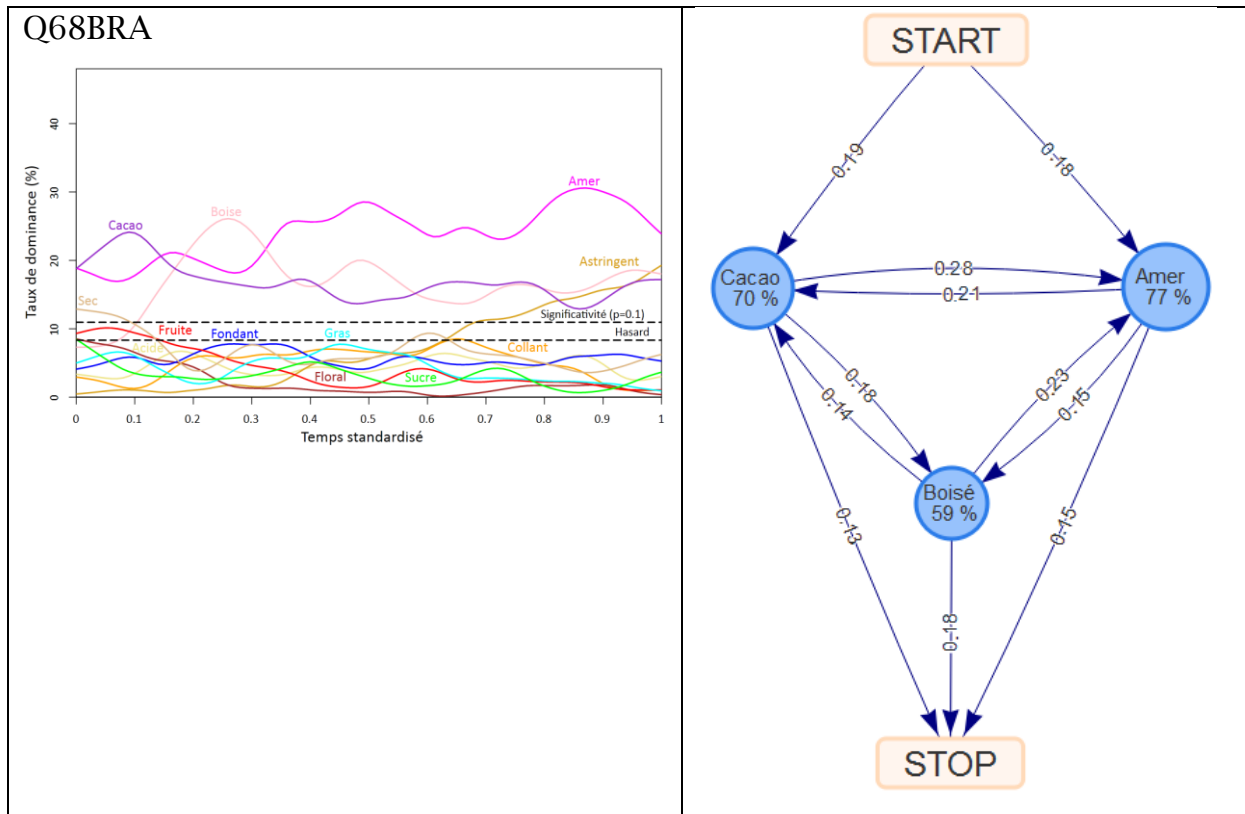 Q68BRA
Taux de dominance (%)
40
30
20
10
0
Amer
Boise
Cacao
Astringent
Sec
Significativité (p=0.1)
Hasard
Fruite
Fondant
Gras
Acide
Collant
Floral
Sucre
0 0.1 0.2 0.3 0.4 0.5 0.6 0.7 0.8 0.9 1
Temps standardisé
START
0.19
0.18
Cacao
70 %
0.28
0.21
Amer
77 %
0.18
0.14
0.23
0.15
Boisé
59 %
0.13
0.18
0.15
STOP